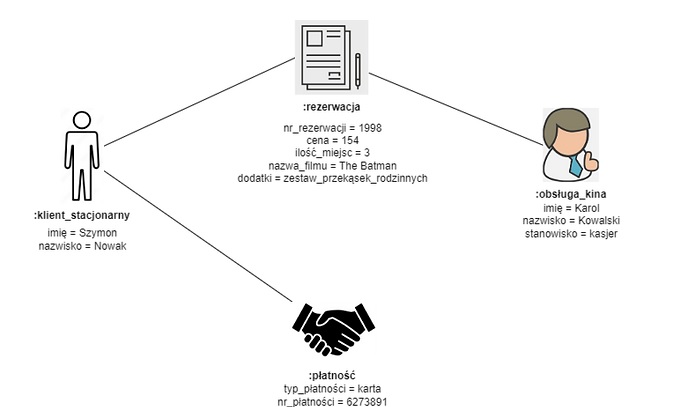 :rezerwacja
nr_rezerwacji = 1998
cena = 154
ilość_miejsc = 3
nazwa_filmu = The Batman
dodatki = zestaw_przekąsek_rodzinnych
:klient_stacjonarny
imię = Szymon
nazwisko = Nowak
:obsługa_kina
imię = Karol
nazwisko = Kowalski
stanowisko = kasjer
:płatność
typ_płatności = karta
nr_płatności = 6273891